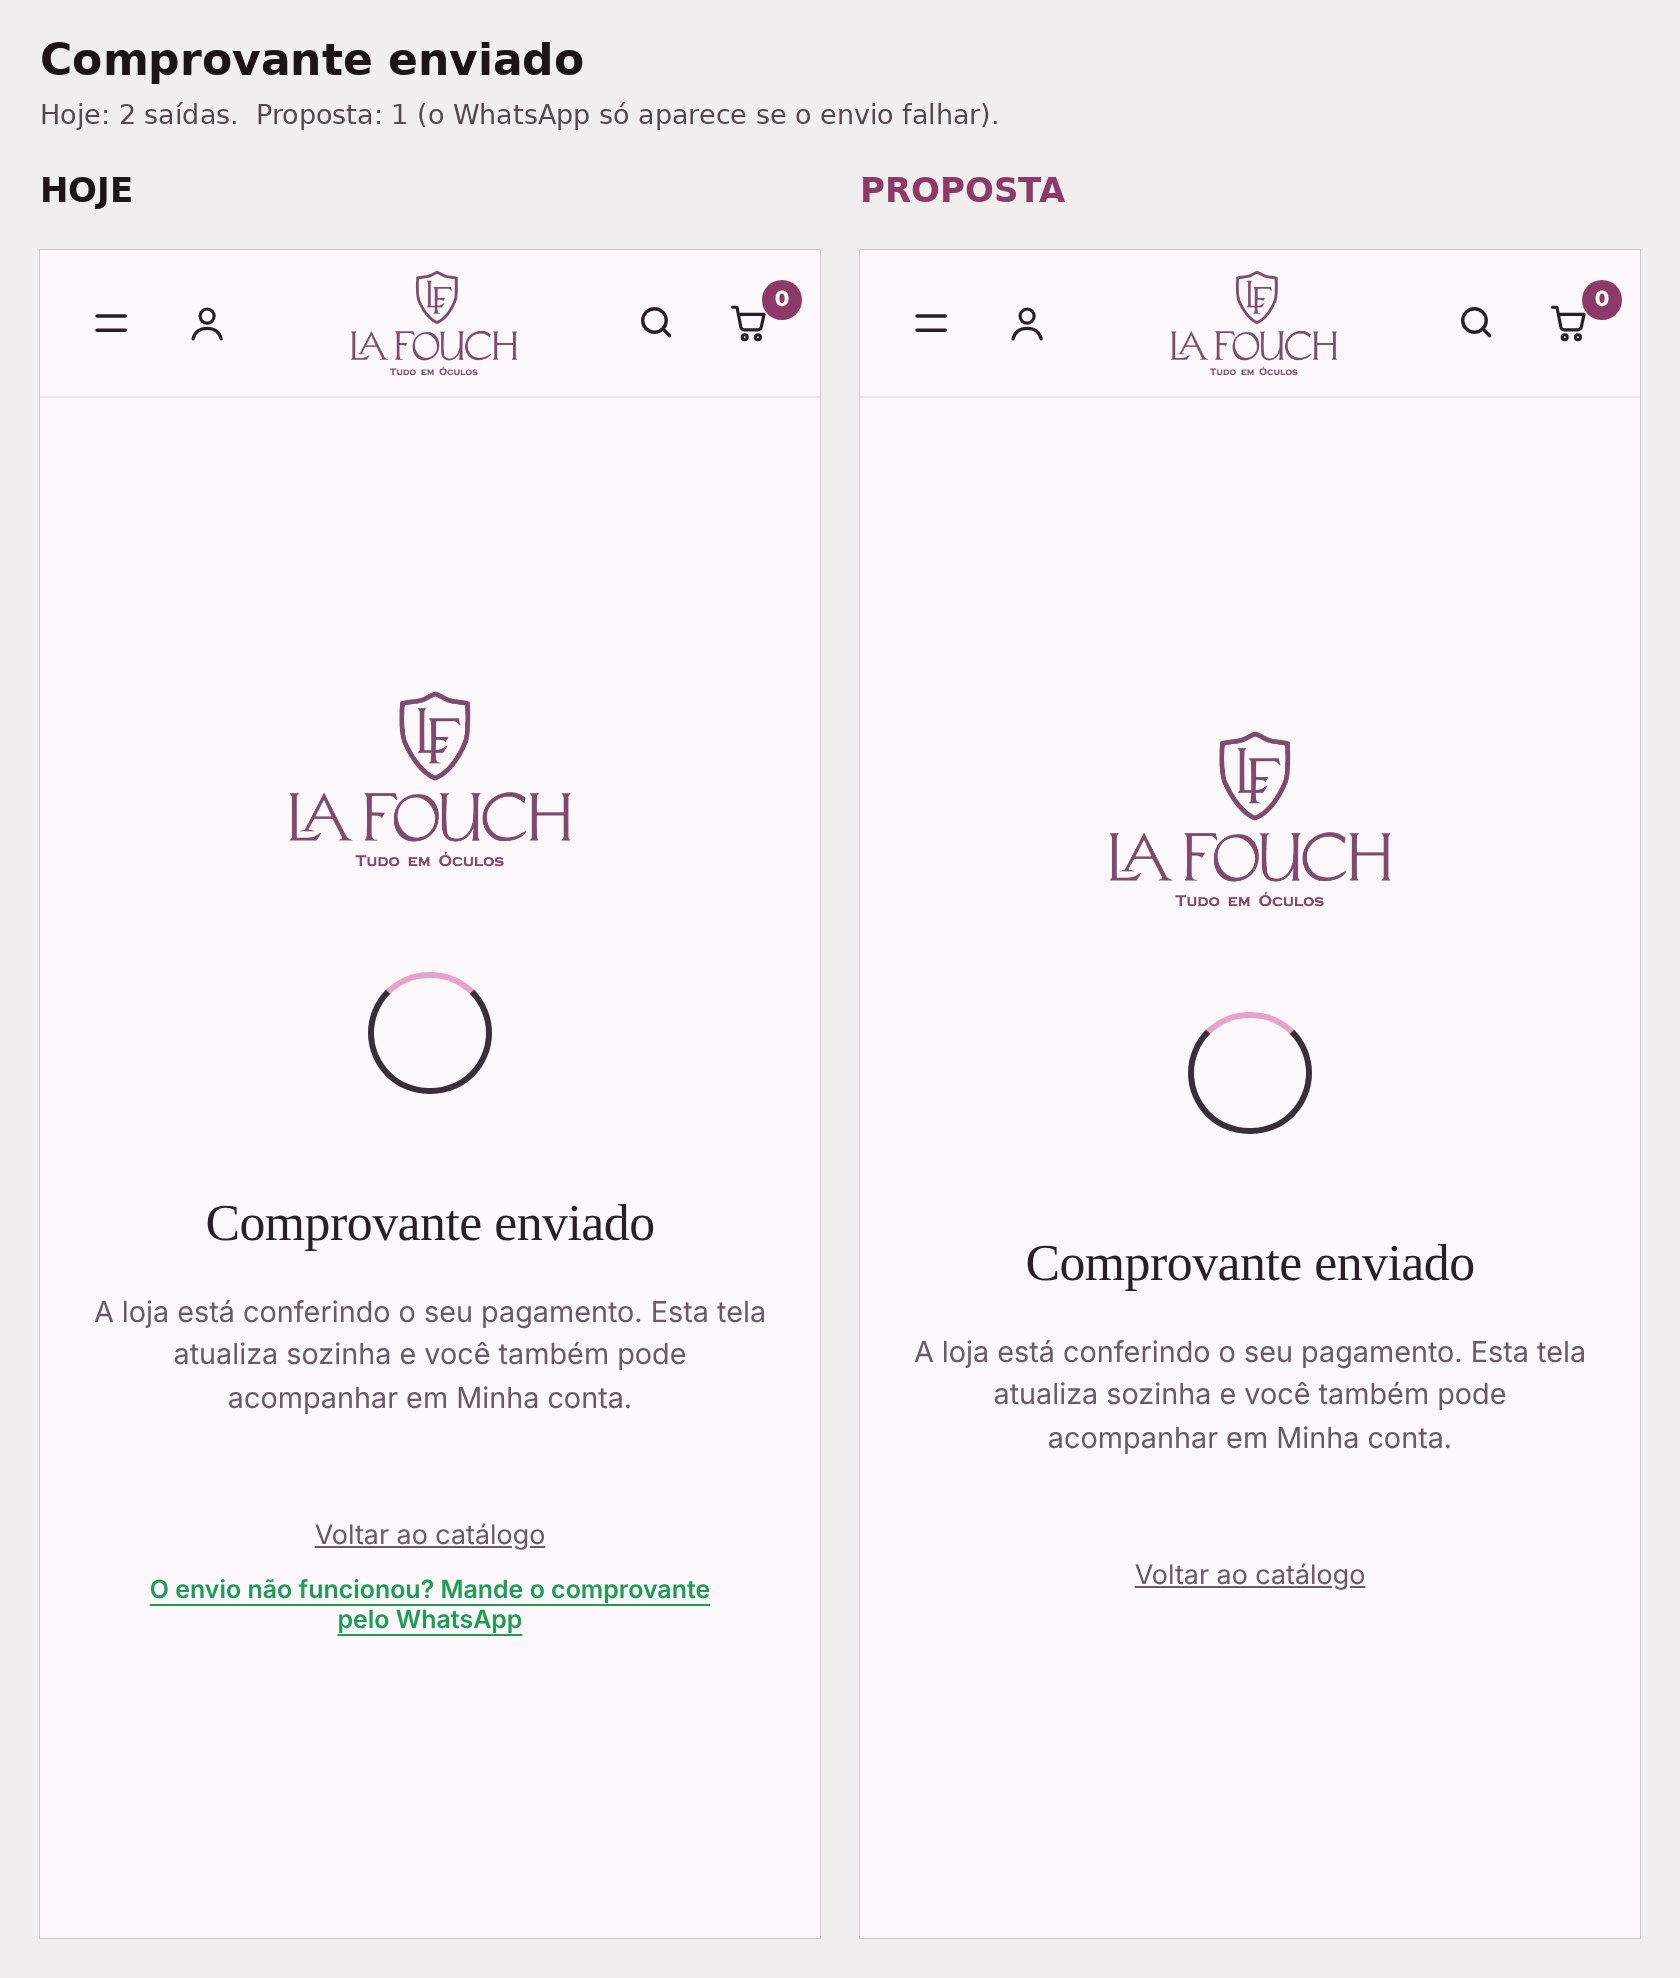 Comprovante enviado
Hoje: 2 saídas.  Proposta: 1 (o WhatsApp só aparece se o envio falhar).
HOJE
LF
LA FOUCH
TUDO EM ÓCULOS
0
LF
LA FOUCH
TUDO EM ÓCULOS
Comprovante enviado
A loja está conferindo o seu pagamento. Esta tela
atualiza sozinha e você também pode
acompanhar em Minha conta.
Voltar ao catálogo
O envio não funcionou? Mande o comprovante
pelo WhatsApp
PROPOSTA
LF
LA FOUCH
TUDO EM ÓCULOS
0
LF
LA FOUCH
TUDO EM ÓCULOS
Comprovante enviado
A loja está conferindo o seu pagamento. Esta tela
atualiza sozinha e você também pode
acompanhar em Minha conta.
Voltar ao catálogo